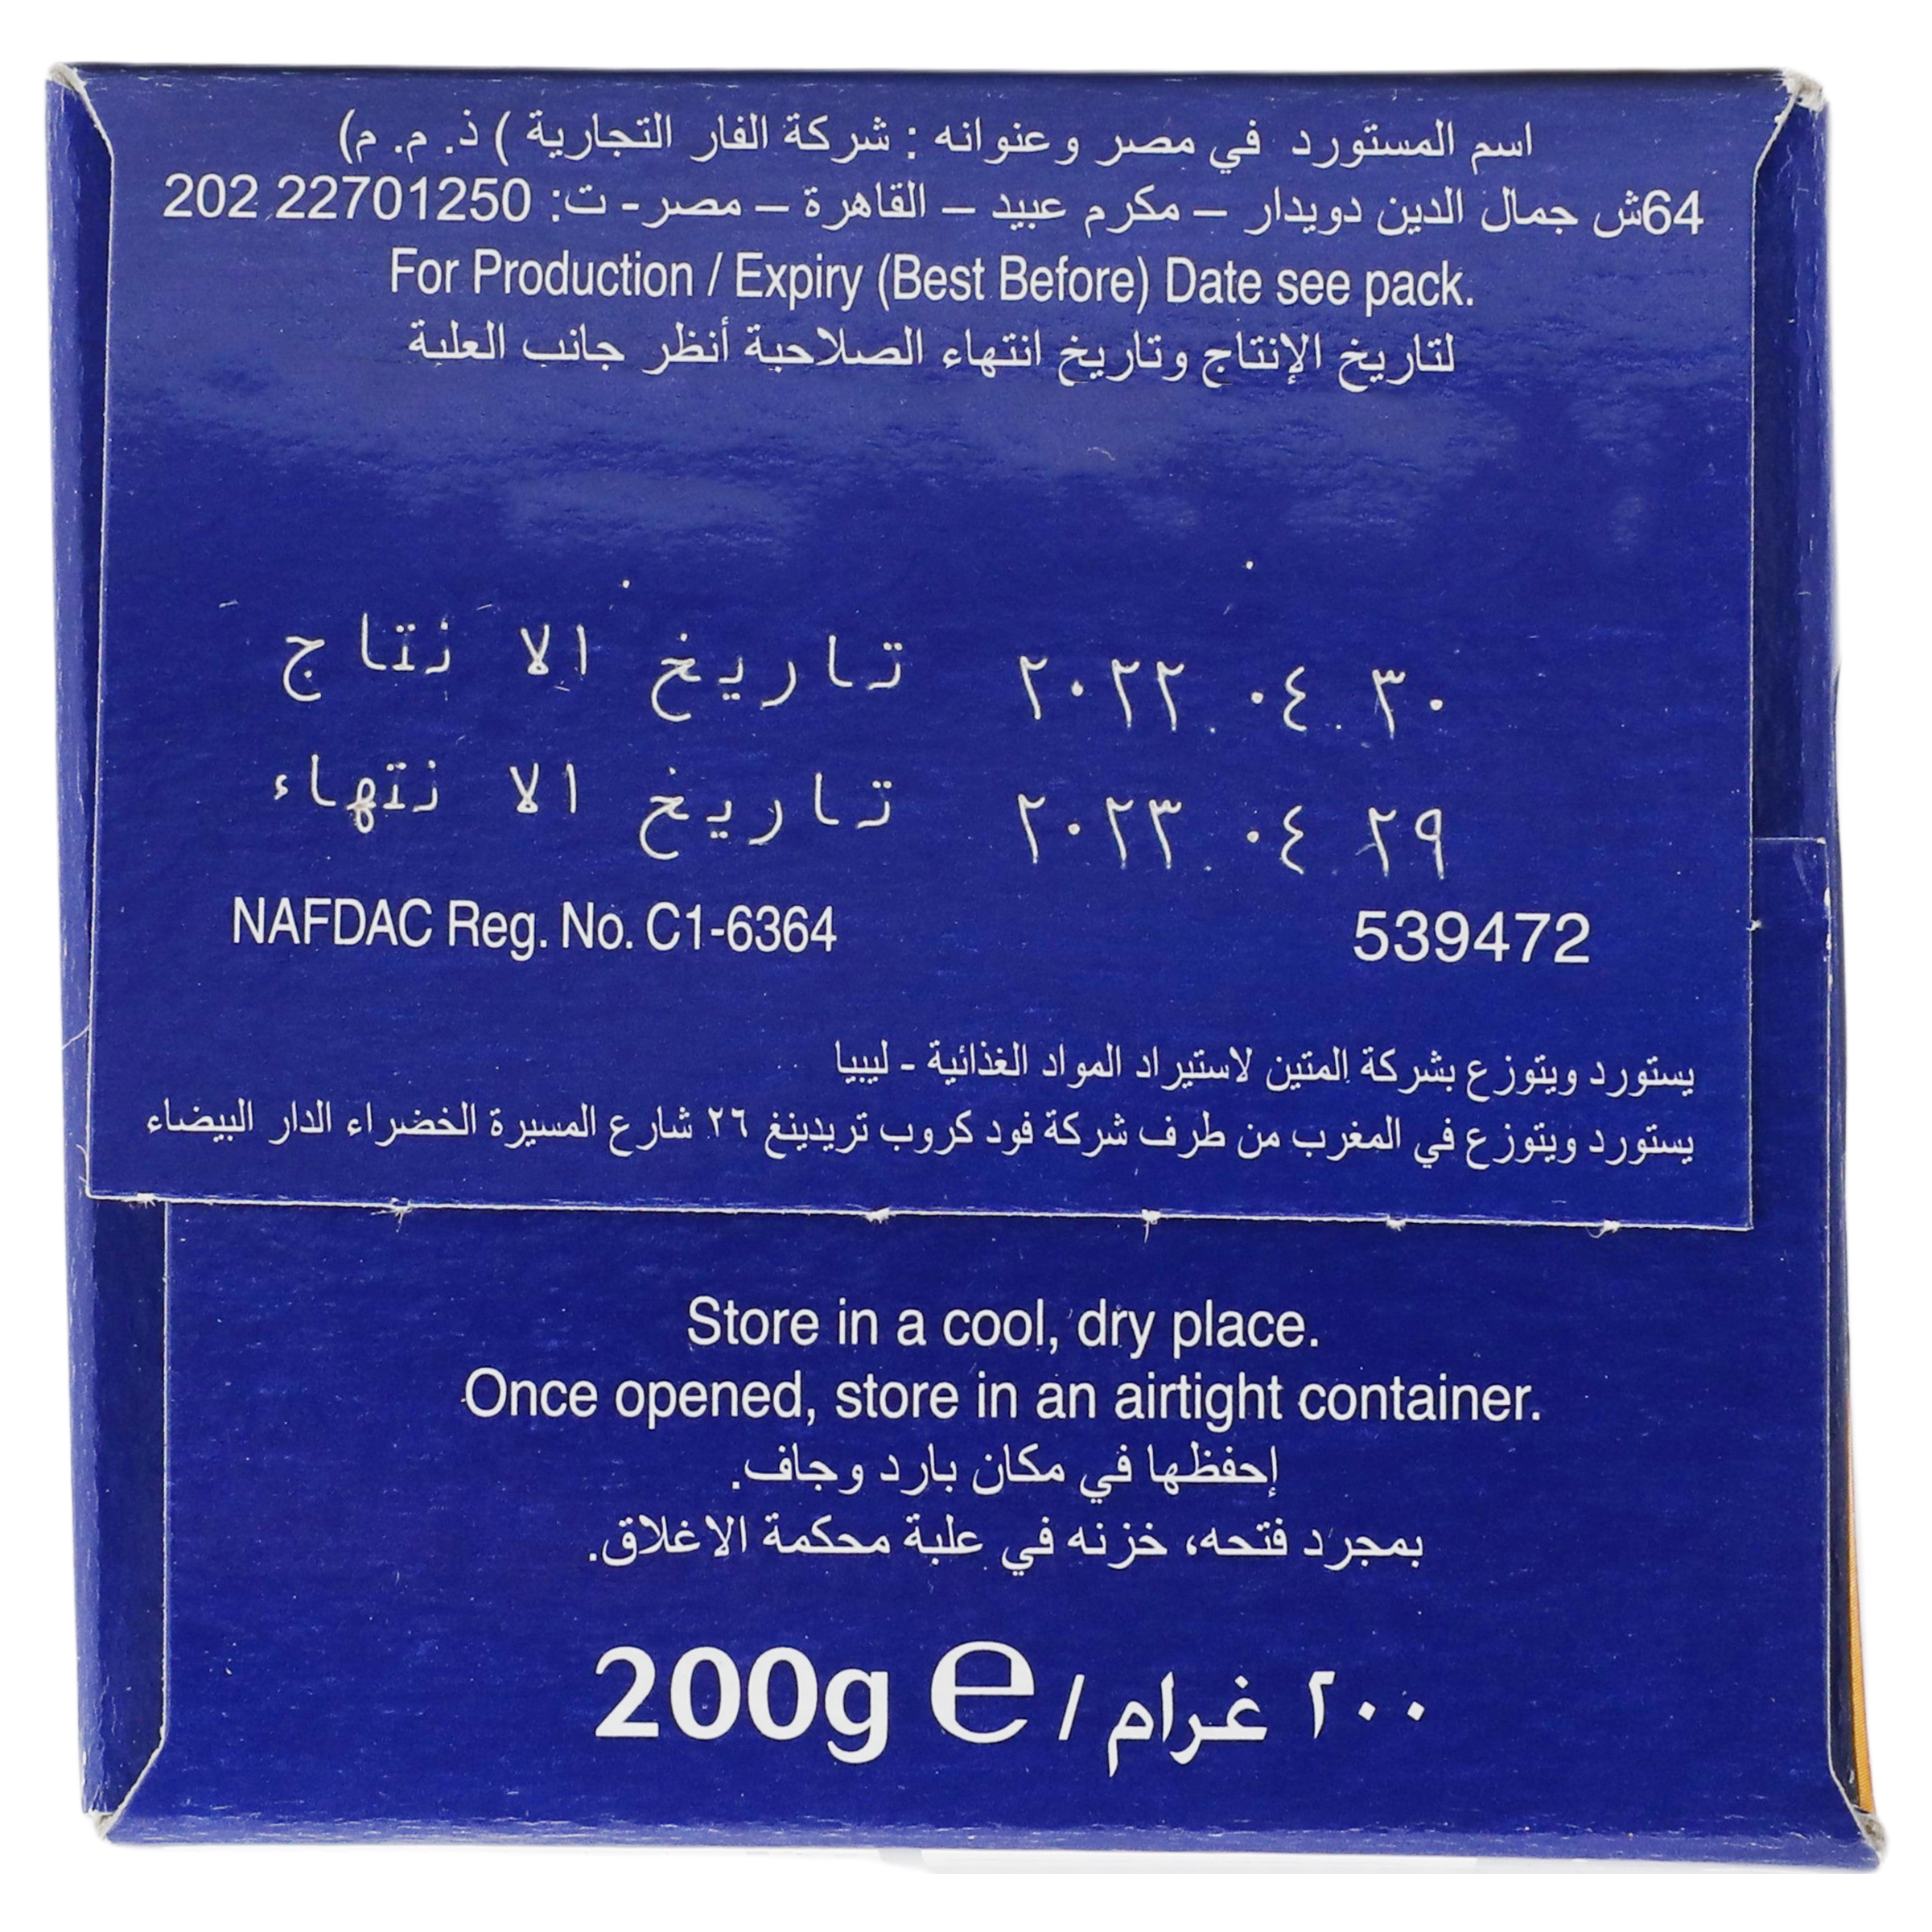 اسم المستورد في مصر وعنوانه : شركة الفار التجارية ) ذ. م. م)
64ش جمال الدين دويدار – مكرم عبيد – القاهرة – مصر- ت: 22701250 202
For Production / Expiry (Best Before) Date see pack.
لتاريخ الإنتاج وتاريخ انتهاء الصلاحية أنظر جانب العلبة
تاريخ الانتاج ٢٠٢٢.٠٤.٣٠
تاريخ الانتهاء ٢٠٢٣.٠٤.٢٩
NAFDAC Reg. No. C1-6364 539472
يستورد ويتوزع بشركة المتين لاستيراد المواد الغذائية - ليبيا
يستورد ويتوزع في المغرب من طرف شركة فود كروب تريدينغ ٢٦ شارع المسيرة الخضراء الدار البيضاء
Store in a cool, dry place.
Once opened, store in an airtight container.
إحفظها في مكان بارد وجاف.
بمجرد فتحه، خزنه في علبة محكمة الاغلاق.
200g e / ٢٠٠ غرام